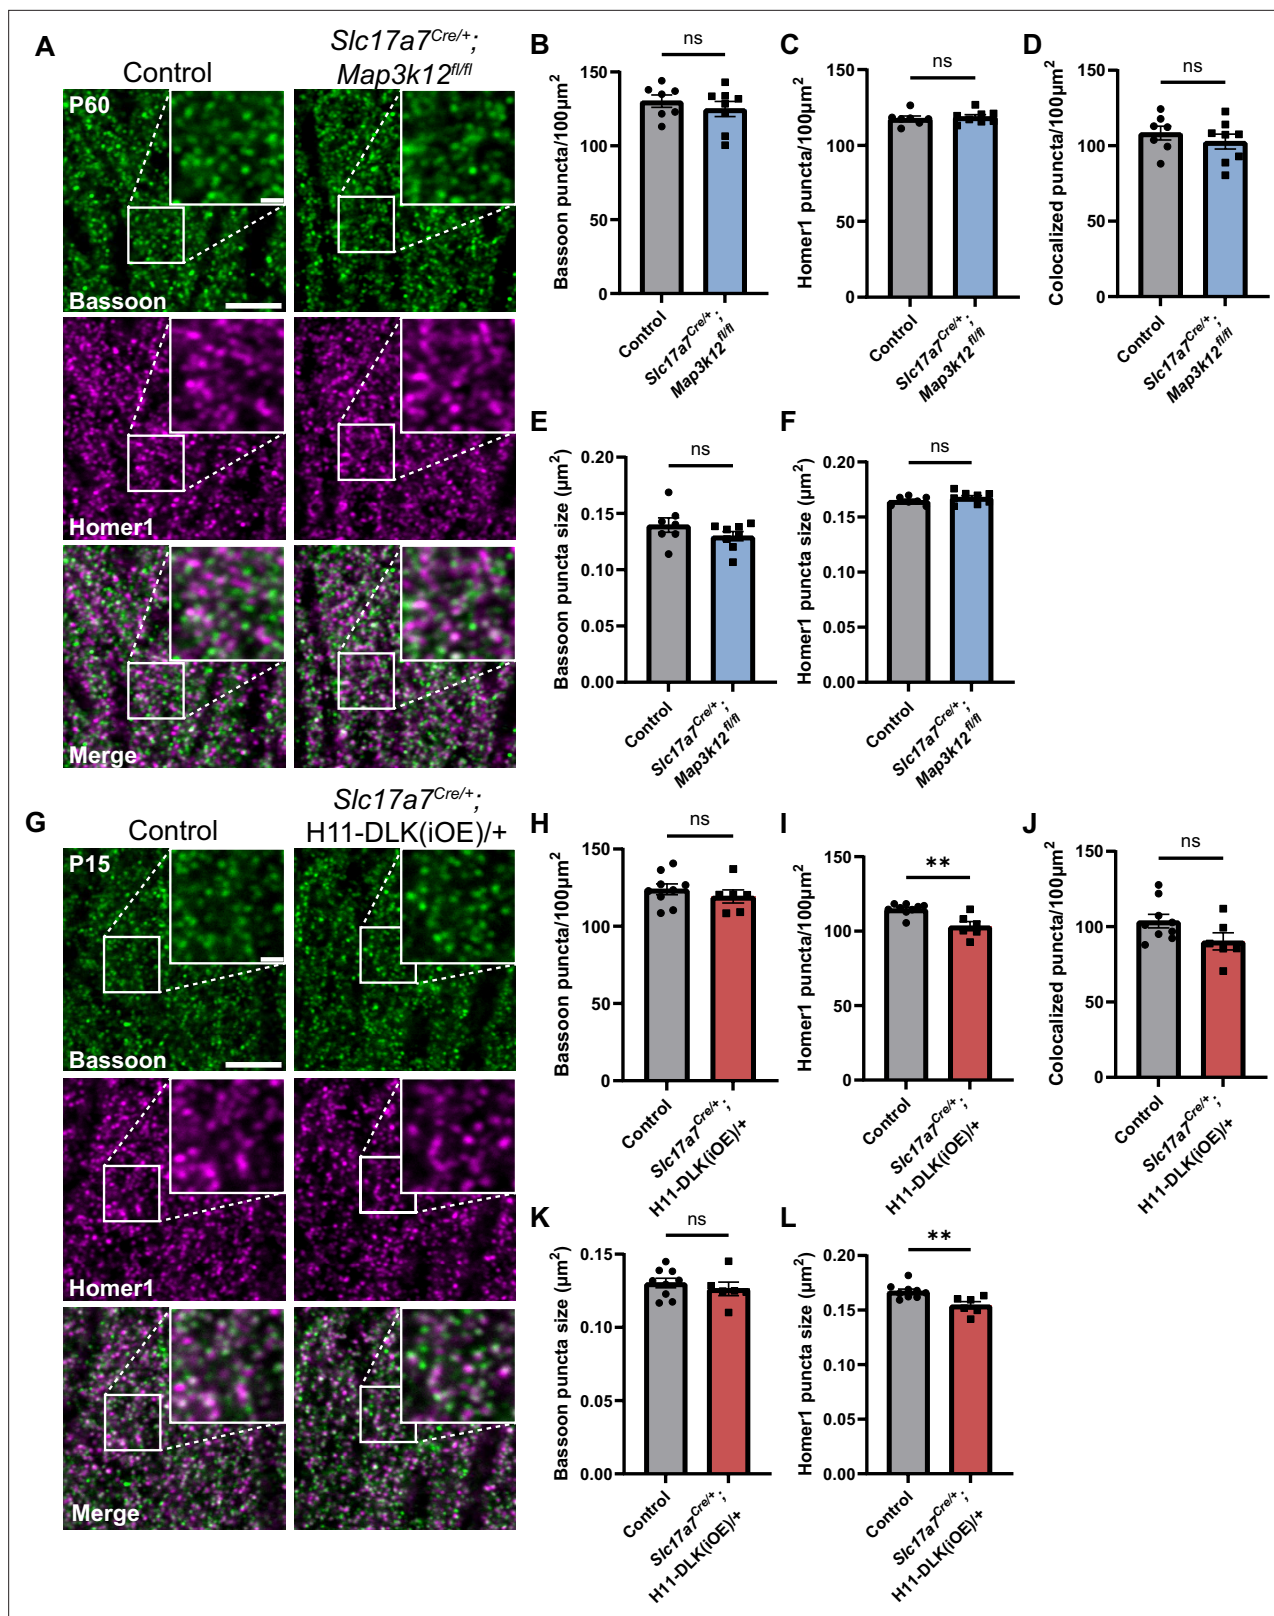 A
Control
Slc17a7Cre/+;
Map3k12fl/fl
P60
Bassoon
Homer1
Merge
B
ns
Bassoon puncta/100µm2
150
100
50
0
Control
Slc17a7Cre/+;
Map3k12fl/fl
C
ns
Homer1 puncta/100µm2
150
100
50
0
Control
Slc17a7Cre/+;
Map3k12fl/fl
D
ns
Colocalized puncta/100µm2
150
100
50
0
Control
Slc17a7Cre/+;
Map3k12fl/fl
E
ns
Bassoon puncta size (µm2)
0.20
0.15
0.10
0.05
0.00
Control
Slc17a7Cre/+;
Map3k12fl/fl
F
ns
Homer1 puncta size (µm2)
0.20
0.15
0.10
0.05
0.00
Control
Slc17a7Cre/+;
Map3k12fl/fl
G
Control
Slc17a7Cre/+;
H11-DLK(iOE)/+
P15
Bassoon
Homer1
Merge
H
ns
Bassoon puncta/100µm2
150
100
50
0
Control
Slc17a7Cre/+;
H11-DLK(iOE)/+
I
**
Homer1 puncta/100µm2
150
100
50
0
Control
Slc17a7Cre/+;
H11-DLK(iOE)/+
J
ns
Colocalized puncta/100µm2
150
100
50
0
Control
Slc17a7Cre/+;
H11-DLK(iOE)/+
K
ns
Bassoon puncta size (µm2)
0.15
0.10
0.05
0.00
Control
Slc17a7Cre/+;
H11-DLK(iOE)/+
L
**
Homer1 puncta size (µm2)
0.20
0.15
0.10
0.05
0.00
Control
Slc17a7Cre/+;
H11-DLK(iOE)/+